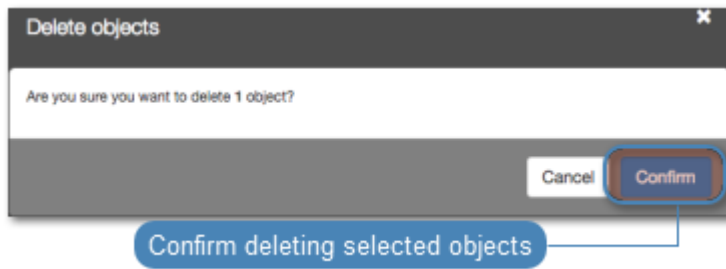 Delete objects
Are you sure you want to delete 1 object?
Cancel
Confirm
Confirm deleting selected objects